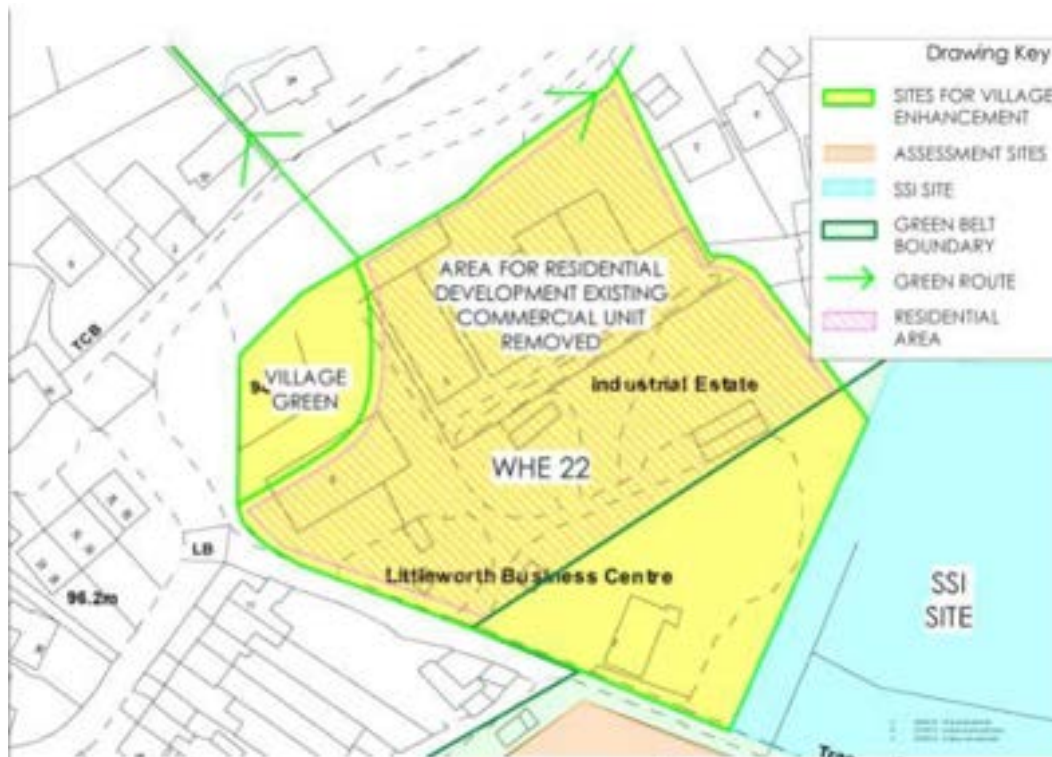 Drawing Key
SITES FOR VILLAGE
ENHANCEMENT
ASSESSMENT SITES
SSI SITE
GREEN BELT
BOUNDARY
GREEN ROUTE
RESIDENTIAL
AREA
AREA FOR RESIDENTIAL
DEVELOPMENT EXISTING
COMMERCIAL UNIT
REMOVED
TCB
VILLAGE
GREEN
Industrial Estate
WHE 22
LB
Littleworth Business Centre
96.2m
SSI
SITE